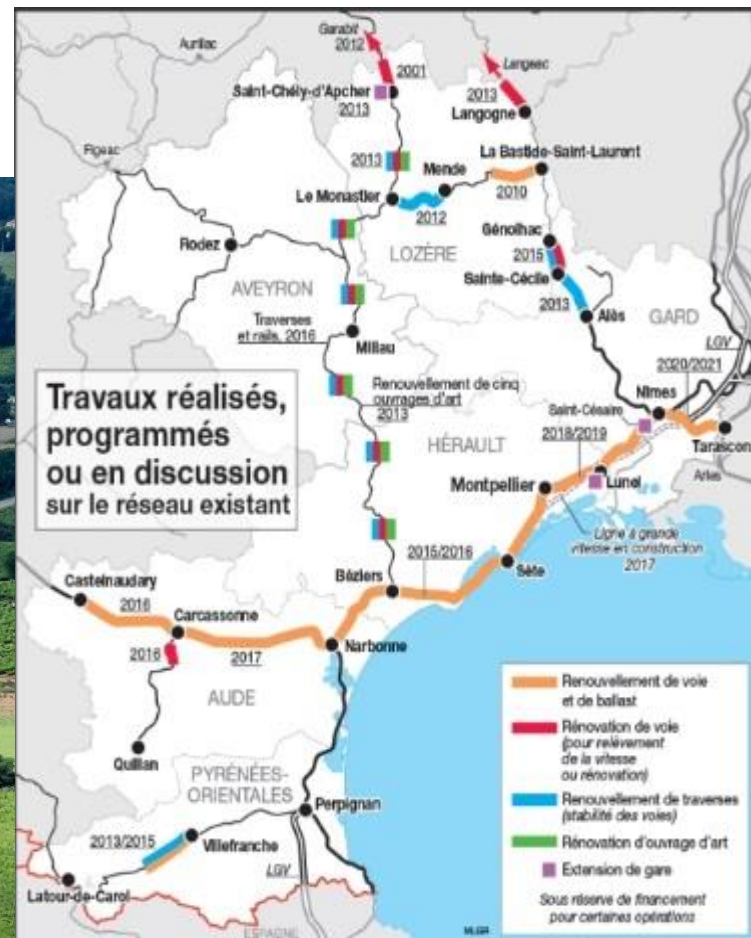 Travaux réalisés,
programmés
ou en discussion
sur le réseau existant
Aurillac
Garabit
2012
2001
Saint-Chély-d'Apcher
2013
Langeac
2013
Langogne
Figeac
2013
Mende
La Bastide-Saint-Laurent
2010
Le Monastier
2012
Rodez
LOZÈRE
Génolhac
2015
Sainte-Cécile
2013
Alès
AVEYRON
GARD
Traverses
et rails, 2016
Millau
LGV
2020/2021
Renouvellement de cinq
ouvrages d'art
2013
Nîmes
Saint-Césaire
2018/2019
Tarascon
HÉRAULT
Lunel
Arles
Montpellier
Ligne à grande
vitesse en construction
2017
2015/2016
Sète
Béziers
Castelnaudary
2016
Carcassonne
2016
2017
Narbonne
AUDE
Quillan
PYRÉNÉES-
ORIENTALES
Perpignan
2013/2015
Villefranche
LGV
Latour-de-Carol
ESPAGNE
Renouvellement de voie
et de ballast
Rénovation de voie
(pour relèvement
de la vitesse
ou rénovation)
Renouvellement de traverses
(stabilité des voies)
Rénovation d'ouvrage d'art
Extension de gare
Sous réserve de financement
pour certaines opérations